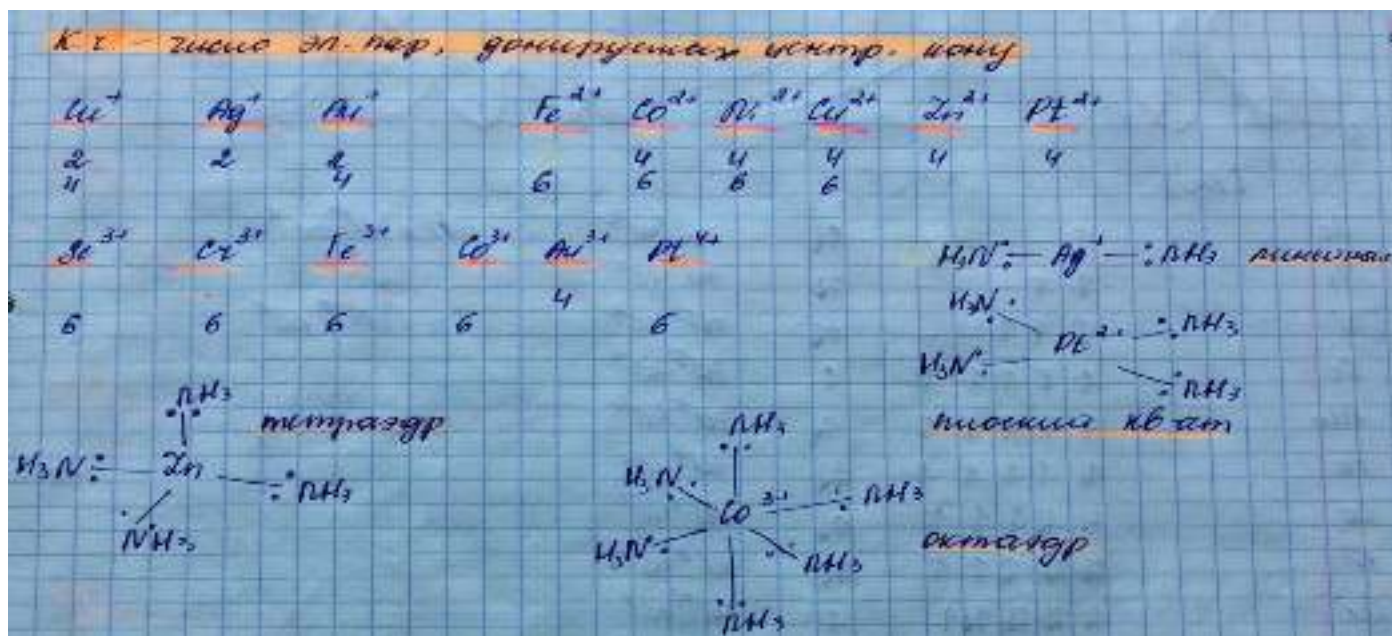 КЧ - число эл. пар, донируемых центр. иону
Cu⁺ Ag⁺ Au⁺ Fe²⁺ Co²⁺ Ni²⁺ Cu²⁺ Zn²⁺ Pt²⁺
2 2 2 4 4 4 4 4
4 4 6 6 6 6
Sc³⁺ Cr³⁺ Fe³⁺ Co³⁺ Au³⁺ Pt⁴⁺
4
6 6 6 6 6
H₃N: Ag⁺ :NH₃ линейная
H₃N: :NH₃
Pt²⁺
H₃N: :NH₃
плоский кв-ат
NH₃
тетраэдр
H₃N: Zn :NH₃
NH₃
NH₃
H₃N: :NH₃
Co³⁺
H₃N: :NH₃
октаэдр
NH₃